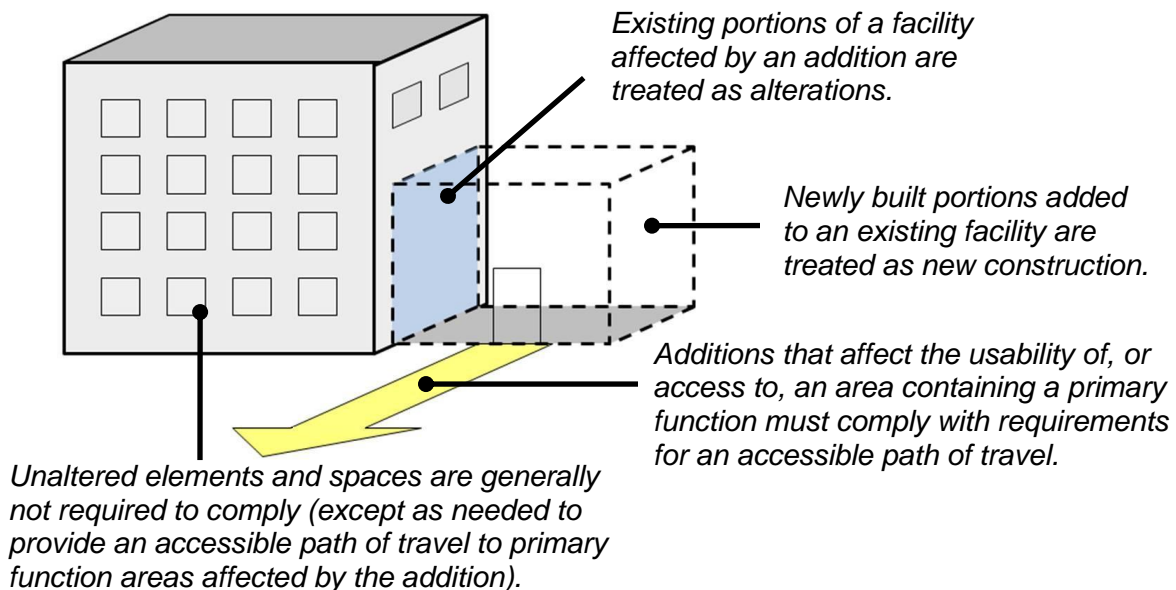 Existing portions of a facility
affected by an addition are
treated as alterations.
Newly built portions added
to an existing facility are
treated as new construction.
Additions that affect the usability of, or
access to, an area containing a primary
function must comply with requirements
for an accessible path of travel.
Unaltered elements and spaces are generally
not required to comply (except as needed to
provide an accessible path of travel to primary
function areas affected by the addition).